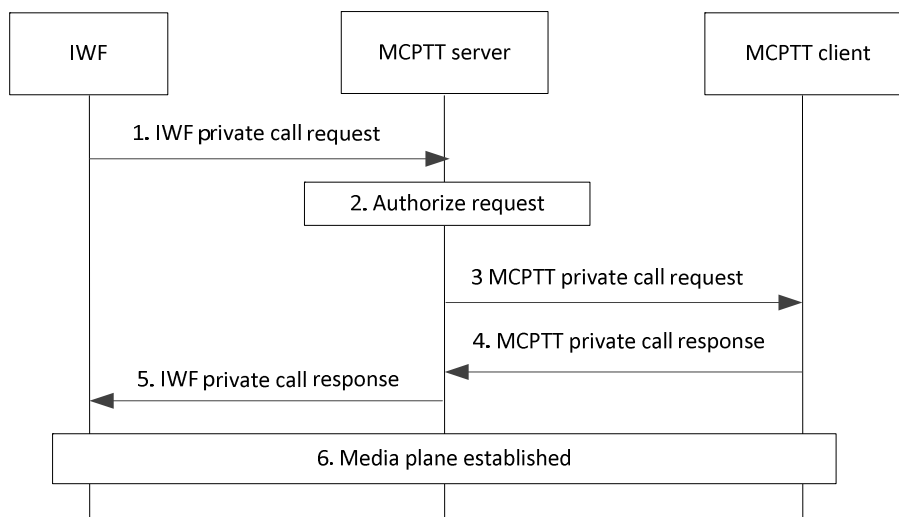 IWF
MCPTT server
MCPTT client
1. IWF private call request
2. Authorize request
3 MCPTT private call request
4. MCPTT private call response
5. IWF private call response
6. Media plane established